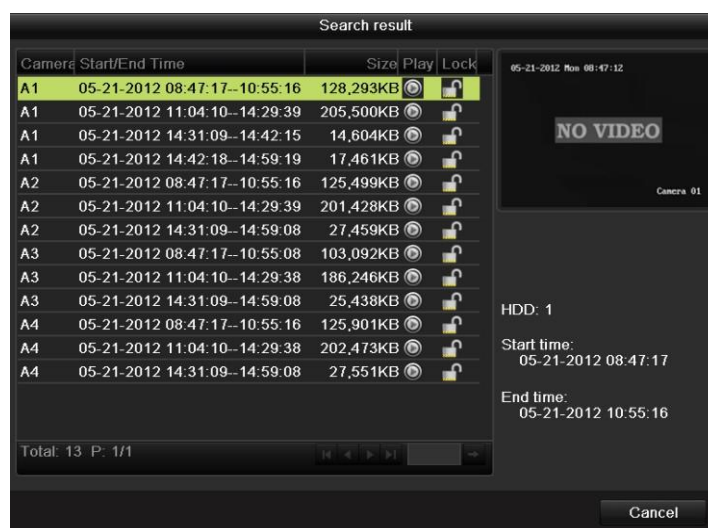 Search result
Camera Start/End Time Size Play Lock
A1 05-21-2012 08:47:17--10:55:16 128,293KB
A1 05-21-2012 11:04:10--14:29:39 205,500KB
A1 05-21-2012 14:31:09--14:42:15 14,604KB
A1 05-21-2012 14:42:18--14:59:19 17,461KB
A2 05-21-2012 08:47:17--10:55:16 125,499KB
A2 05-21-2012 11:04:10--14:29:39 201,428KB
A2 05-21-2012 14:31:09--14:59:08 27,459KB
A3 05-21-2012 08:47:17--10:55:08 103,092KB
A3 05-21-2012 11:04:10--14:29:38 186,246KB
A3 05-21-2012 14:31:09--14:59:08 25,438KB
A4 05-21-2012 08:47:17--10:55:16 125,901KB
A4 05-21-2012 11:04:10--14:29:38 202,473KB
A4 05-21-2012 14:31:09--14:59:08 27,551KB
Total: 13 P: 1/1
05-21-2012 Mon 08:47:12
NO VIDEO
Camera 01
HDD: 1
Start time:
05-21-2012 08:47:17
End time:
05-21-2012 10:55:16
Cancel